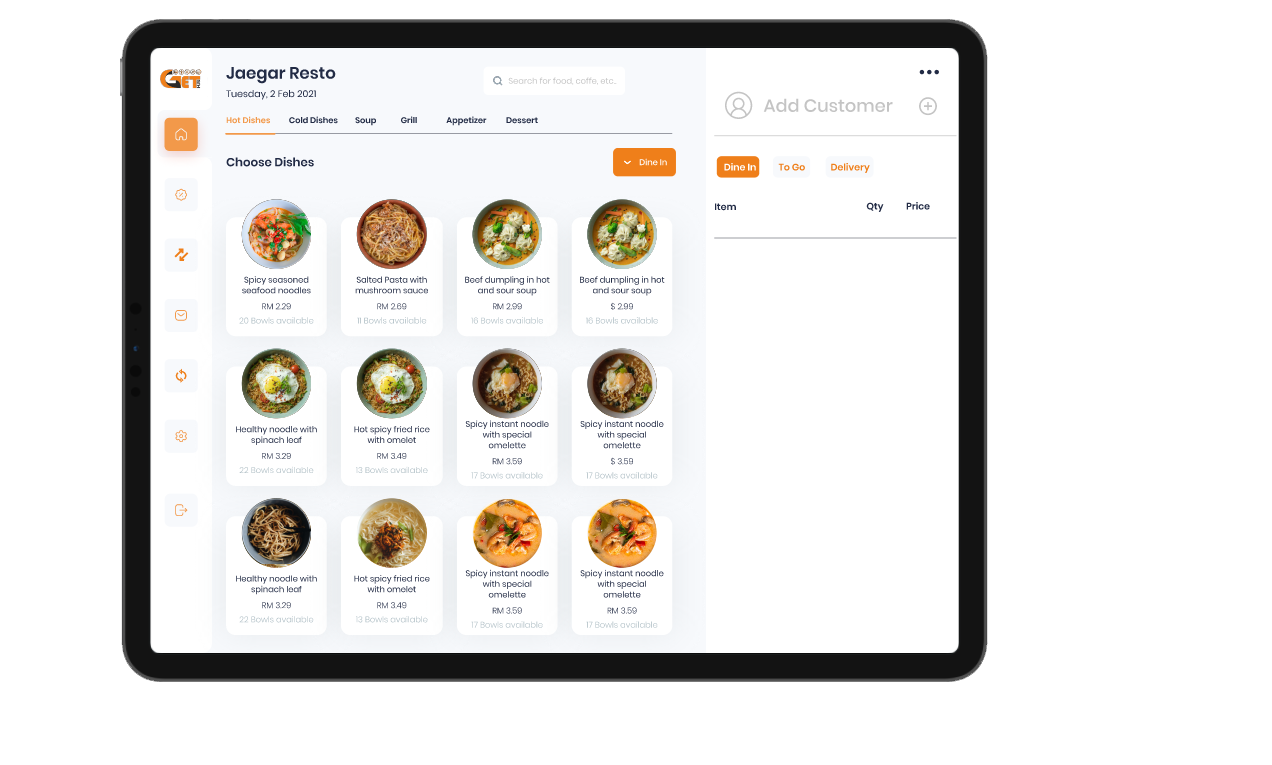 GET
Jaegar Resto
Tuesday, 2 Feb 2021
Search for food, coffe, etc..
Hot Dishes Cold Dishes Soup Grill Appetizer Dessert
Choose Dishes
Dine In
Spicy seasoned
seafood noodles
RM 2.29
20 Bowls available
Salted Pasta with
mushroom sauce
RM 2.69
11 Bowls available
Beef dumpling in hot
and sour soup
RM 2.99
16 Bowls available
Beef dumpling in hot
and sour soup
$ 2.99
16 Bowls available
Healthy noodle with
spinach leaf
RM 3.29
22 Bowls available
Hot spicy fried rice
with omelet
RM 3.49
13 Bowls available
Spicy instant noodle
with special
omelette
RM 3.59
17 Bowls available
Spicy instant noodle
with special
omelette
$ 3.59
17 Bowls available
Healthy noodle with
spinach leaf
RM 3.29
22 Bowls available
Hot spicy fried rice
with omelet
RM 3.49
13 Bowls available
Spicy instant noodle
with special
omelette
RM 3.59
17 Bowls available
Spicy instant noodle
with special
omelette
RM 3.59
17 Bowls available
Add Customer
Dine In To Go Delivery
Item Qty Price